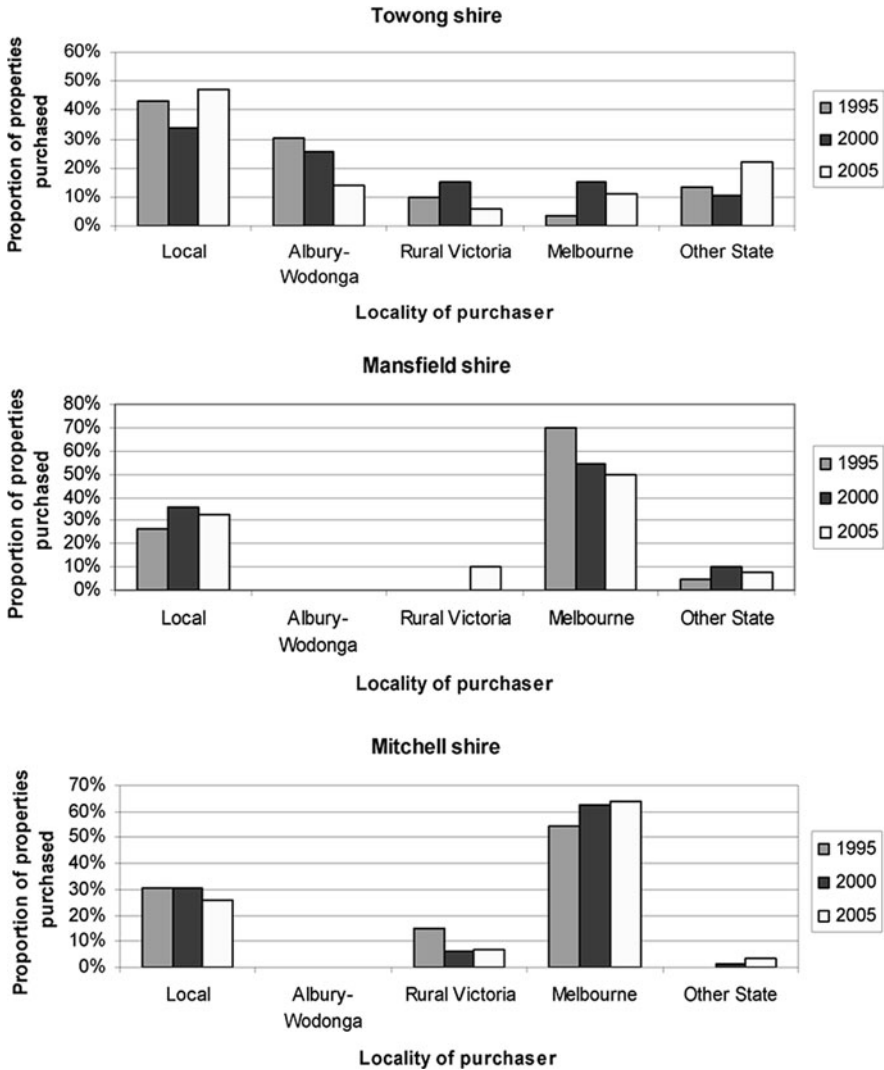 Towong shire
Proportion of properties
purchased
60%
50%
40%
30%
20%
10%
0%
Local
Albury-
Wodonga
Rural Victoria
Melbourne
Other State
Locality of purchaser
1995
2000
2005
Mansfield shire
Proportion of properties
purchased
80%
70%
60%
50%
40%
30%
20%
10%
0%
Local
Albury-
Wodonga
Rural Victoria
Melbourne
Other State
Locality of purchaser
1995
2000
2005
Mitchell shire
Proportion of properties
purchased
70%
60%
50%
40%
30%
20%
10%
0%
Local
Albury-
Wodonga
Rural Victoria
Melbourne
Other State
Locality of purchaser
1995
2000
2005